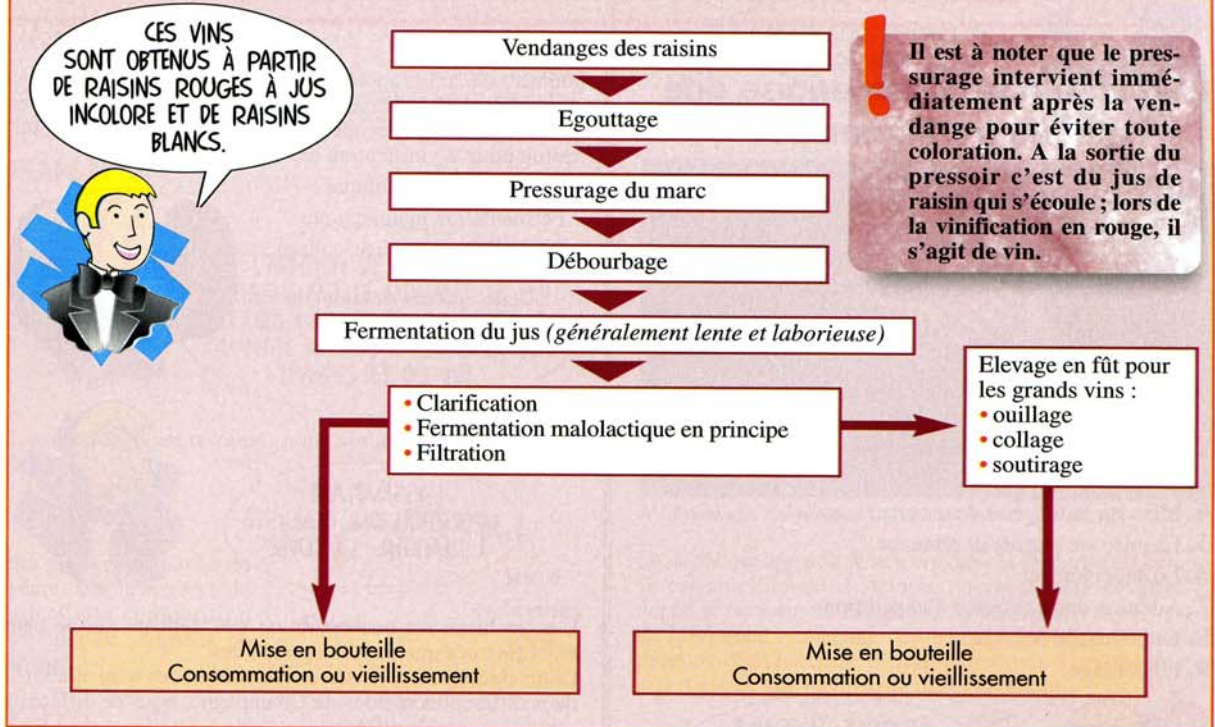 CES VINS
SONT OBTENUS À PARTIR
DE RAISINS ROUGES À JUS
INCOLORE ET DE RAISINS
BLANCS.
Vendanges des raisins
Egouttage
Pressurage du marc
Débourbage
Fermentation du jus (généralement lente et laborieuse)
• Clarification
• Fermentation malolactique en principe
• Filtration
! Il est à noter que le pres-
surage intervient immé-
diatement après la ven-
dange pour éviter toute
coloration. A la sortie du
pressoir c'est du jus de
raisin qui s'écoule ; lors de
la vinification en rouge, il
s'agit de vin.
Elevage en fût pour
les grands vins :
• ouillage
• collage
• soutirage
Mise en bouteille
Consommation ou vieillissement
Mise en bouteille
Consommation ou vieillissement